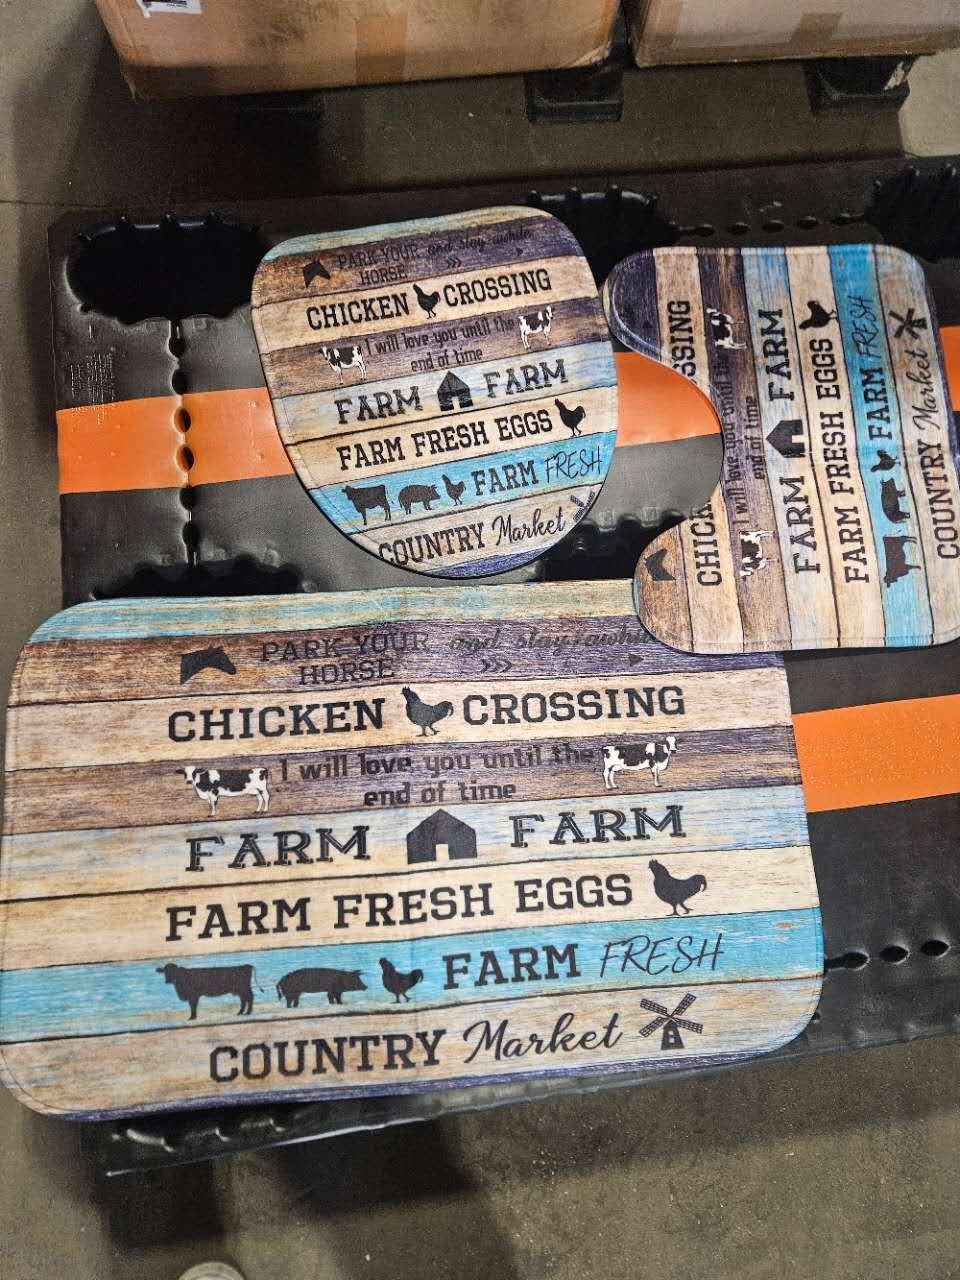 PARK YOUR and stay awhile
HORSE
CHICKEN CROSSING
I will love you until the
end of time
FARM FARM
FARM FRESH EGGS
FARM FRESH
COUNTRY Market
SSING
CHICK
I will love you until the
end of time
FARM FARM
FARM FRESH EGGS
FARM FRESH
COUNTRY Market
PARK YOUR and stay awhi
HORSE
CHICKEN CROSSING
I will love you until the
end of time
FARM FARM
FARM FRESH EGGS
FARM FRESH
COUNTRY Market